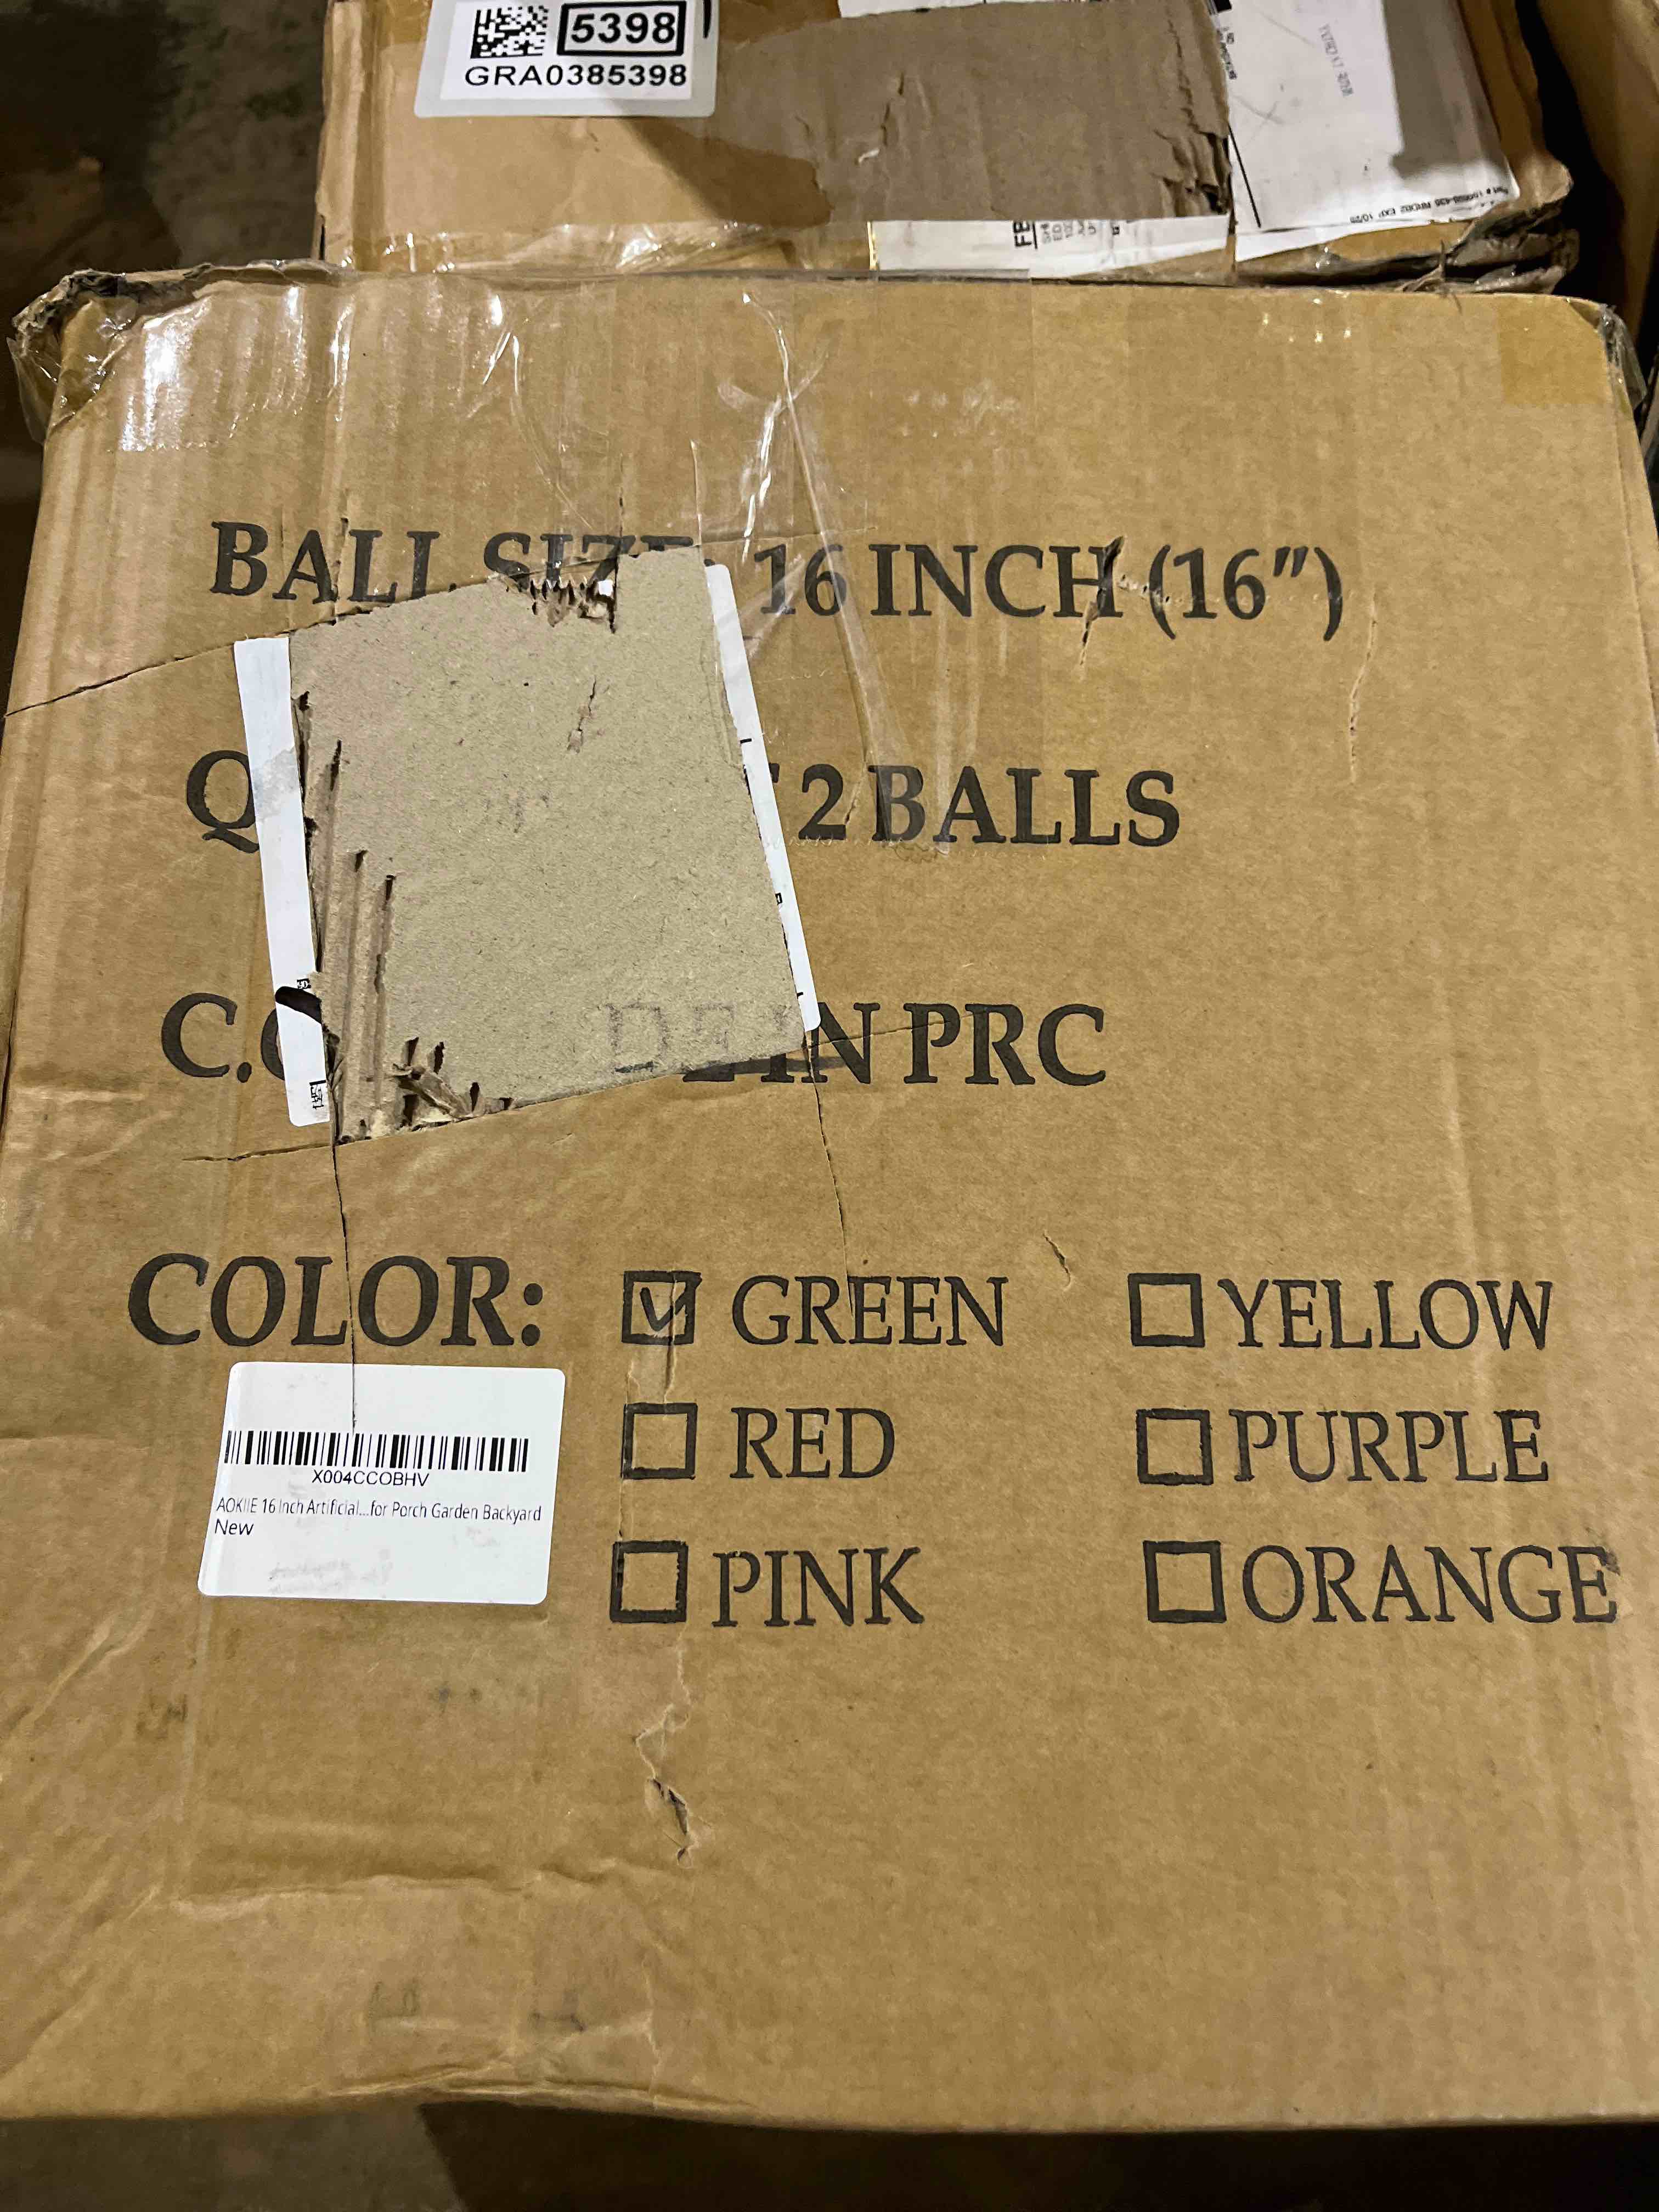 5398
GRA0385398
BALL SIZE: 16 INCH (16")
Q 2 BALLS
C. IN PRC
COLOR: GREEN YELLOW
RED PURPLE
PINK ORANGE
X004CCOBHV
AOKIIE 16 Inch Artificial...for Porch Garden Backyard
New